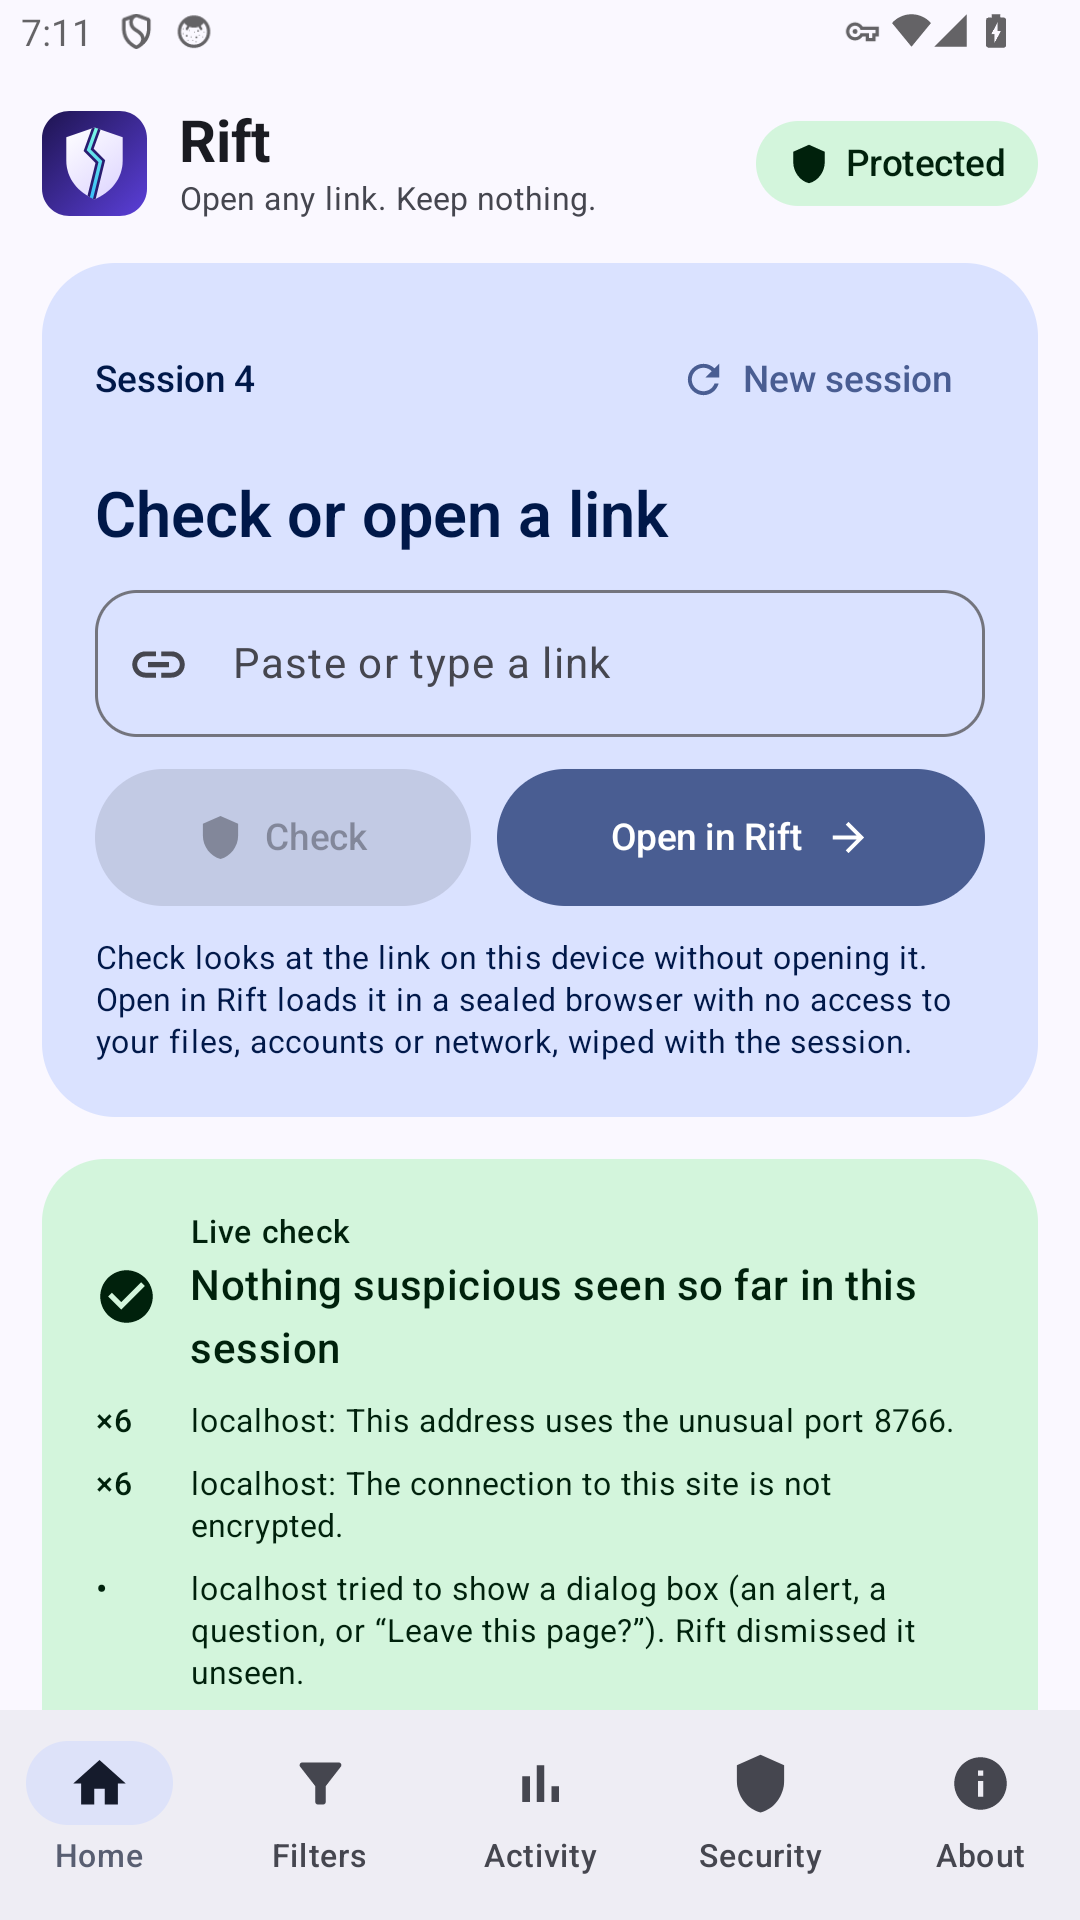 7:11
Rift
Open any link. Keep nothing.
Protected
Session 4
New session
Check or open a link
Paste or type a link
Check
Open in Rift
Check looks at the link on this device without opening it.
Open in Rift loads it in a sealed browser with no access to
your files, accounts or network, wiped with the session.
Live check
Nothing suspicious seen so far in this
session
×6 localhost: This address uses the unusual port 8766.
×6 localhost: The connection to this site is not
encrypted.
• localhost tried to show a dialog box (an alert, a
question, or “Leave this page?”). Rift dismissed it
unseen.
Home
Filters
Activity
Security
About